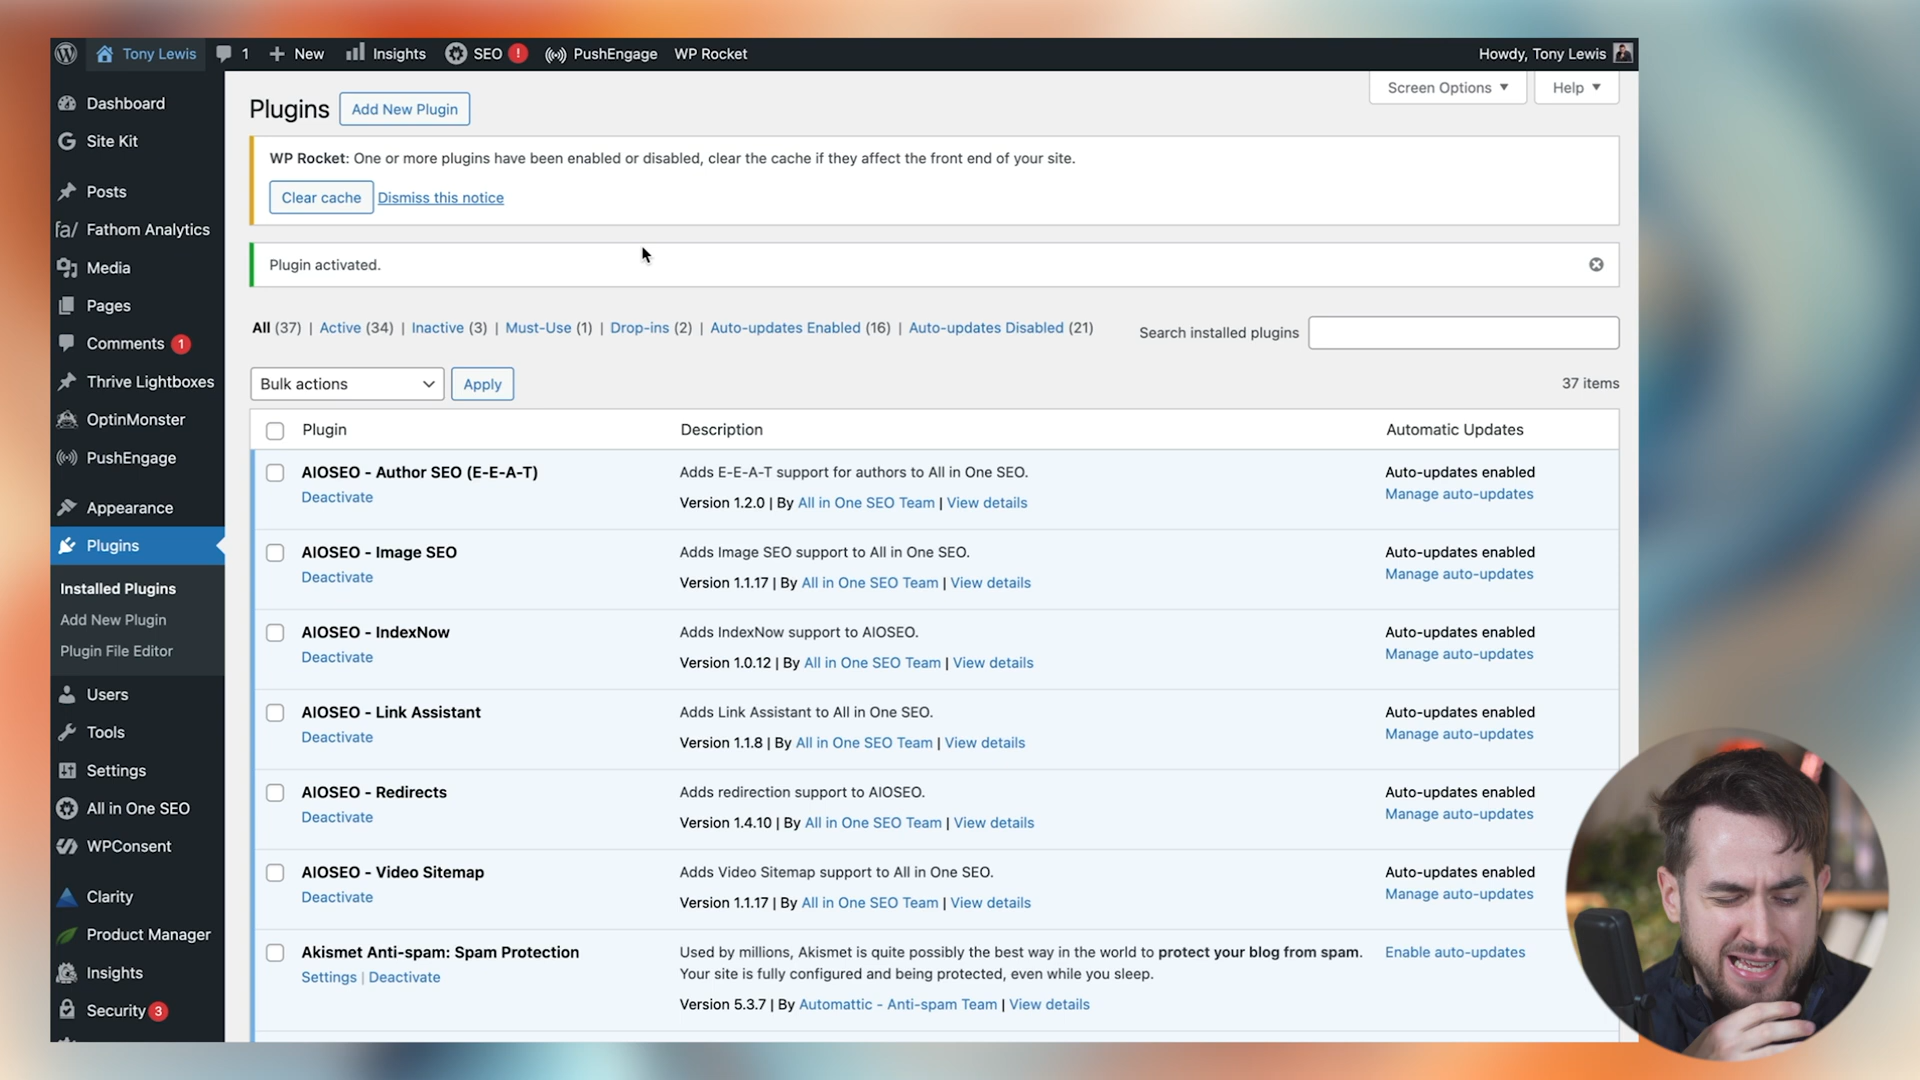 Tony Lewis
1
New
Insights
SEO
!
PushEngage
WP Rocket
Howdy, Tony Lewis
Dashboard
Site Kit
Posts
fa/ Fathom Analytics
Media
Pages
Comments 1
Thrive Lightboxes
OptinMonster
PushEngage
Appearance
Plugins
Installed Plugins
Add New Plugin
Plugin File Editor
Users
Tools
Settings
All in One SEO
WPConsent
Clarity
Product Manager
Insights
Security 3
Screen Options
Help
Plugins
Add New Plugin
WP Rocket: One or more plugins have been enabled or disabled, clear the cache if they affect the front end of your site.
Clear cache Dismiss this notice
Plugin activated.
All (37) | Active (34) | Inactive (3) | Must-Use (1) | Drop-ins (2) | Auto-updates Enabled (16) | Auto-updates Disabled (21)
Search installed plugins
Bulk actions
Apply
37 items
Plugin Description Automatic Updates
AIOSEO - Author SEO (E-E-A-T)
Deactivate
Adds E-E-A-T support for authors to All in One SEO.
Version 1.2.0 | By All in One SEO Team | View details
Auto-updates enabled
Manage auto-updates
AIOSEO - Image SEO
Deactivate
Adds Image SEO support to All in One SEO.
Version 1.1.17 | By All in One SEO Team | View details
Auto-updates enabled
Manage auto-updates
AIOSEO - IndexNow
Deactivate
Adds IndexNow support to AIOSEO.
Version 1.0.12 | By All in One SEO Team | View details
Auto-updates enabled
Manage auto-updates
AIOSEO - Link Assistant
Deactivate
Adds Link Assistant to All in One SEO.
Version 1.1.8 | By All in One SEO Team | View details
Auto-updates enabled
Manage auto-updates
AIOSEO - Redirects
Deactivate
Adds redirection support to AIOSEO.
Version 1.4.10 | By All in One SEO Team | View details
Auto-updates enabled
Manage auto-updates
AIOSEO - Video Sitemap
Deactivate
Adds Video Sitemap support to All in One SEO.
Version 1.1.17 | By All in One SEO Team | View details
Auto-updates enabled
Manage auto-updates
Akismet Anti-spam: Spam Protection
Settings | Deactivate
Used by millions, Akismet is quite possibly the best way in the world to protect your blog from spam.
Your site is fully configured and being protected, even while you sleep.
Version 5.3.7 | By Automattic - Anti-spam Team | View details
Enable auto-updates